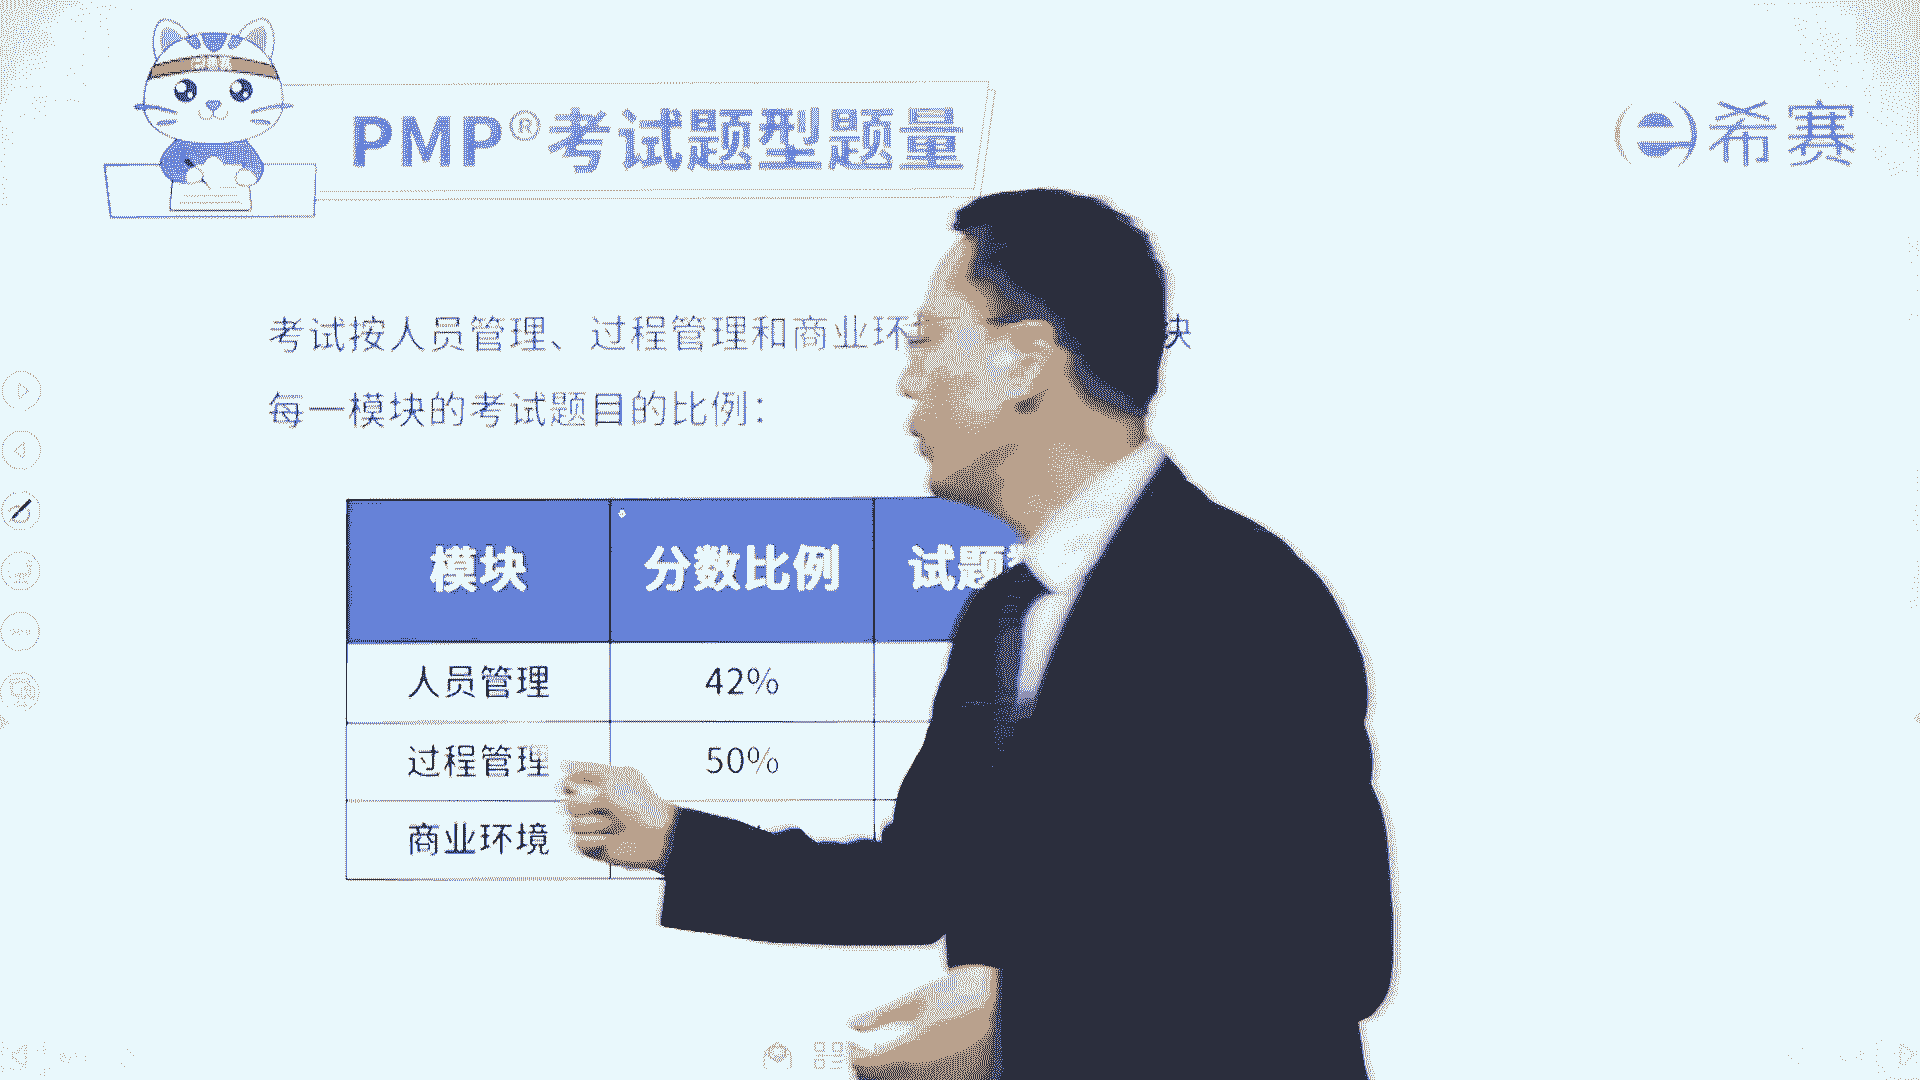 PMP®考试题型题量
希赛
考试按人员管理、过程管理和商业环 块
每一模块的考试题目的比例：
模块 分数比例 试题
人员管理 42%
过程管理 50%
商业环境